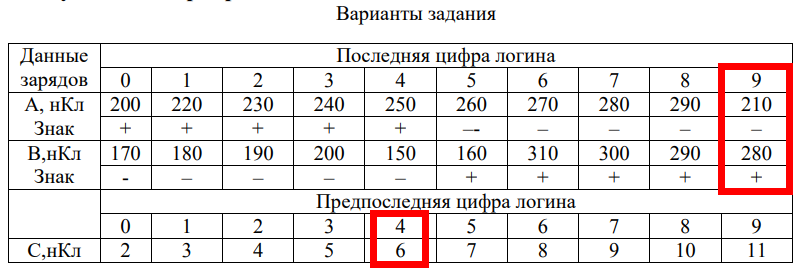 Варианты задания
Данные зарядов Последняя цифра логина
0 1 2 3 4 5 6 7 8 9
А, нКл 200 220 230 240 250 260 270 280 290 210
Знак + + + + + –- – – – –
В,нКл 170 180 190 200 150 160 310 300 290 280
Знак - – – – – + + + + +
Предпоследняя цифра логина
0 1 2 3 4 5 6 7 8 9
С,нКл 2 3 4 5 6 7 8 9 10 11